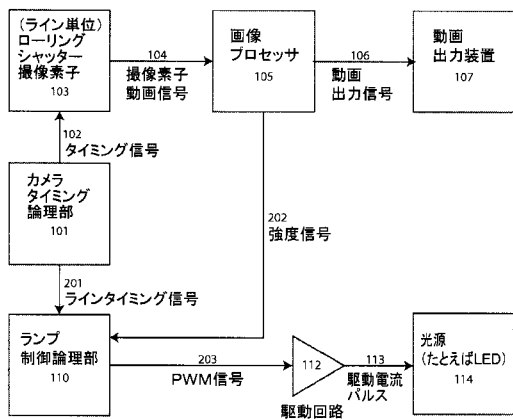 (ライン単位)
ローリング
シャッター
撮像素子
103
104
撮像素子
動画信号
画像
プロセッサ
105
106
動画
出力信号
動画
出力装置
107
102
タイミング信号
カメラ
タイミング
論理部
101
202
強度信号
201
ラインタイミング信号
ランプ
制御論理部
110
203
PWM信号
112
駆動回路
113
駆動電流
パルス
光源
(たとえばLED)
114